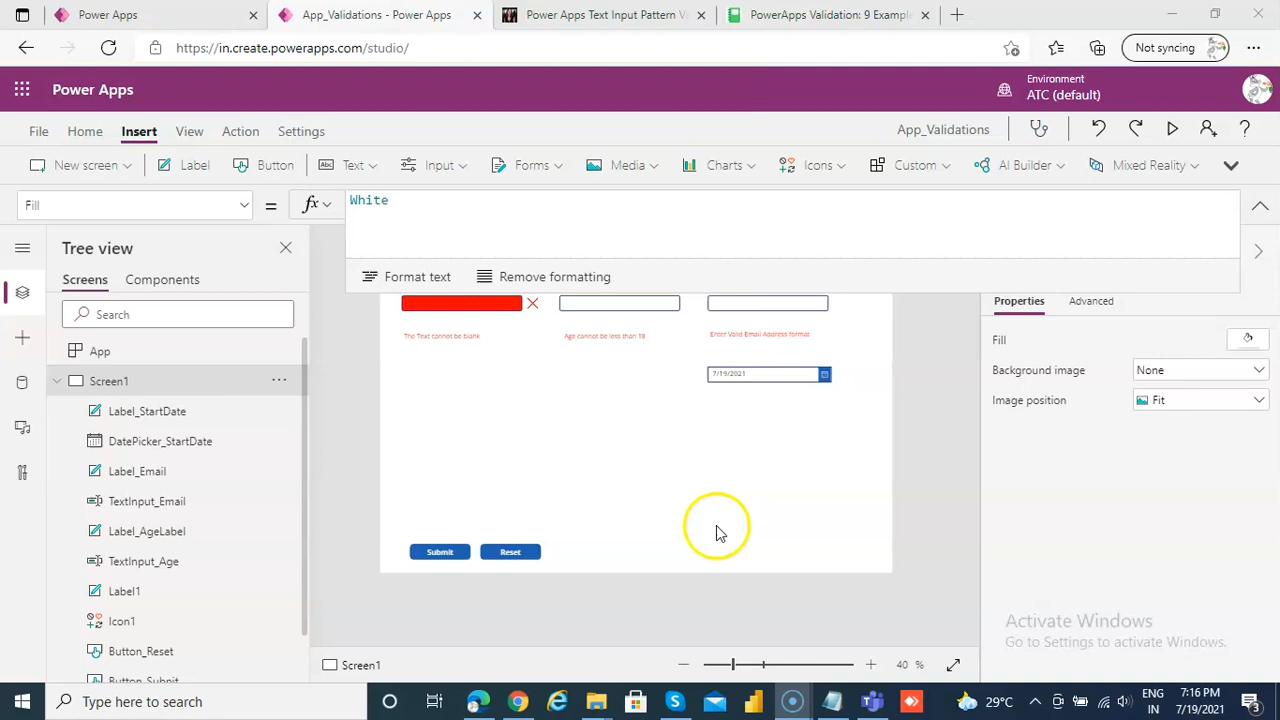 Power Apps
App_Validations - Power Apps
Power Apps Text Input Pattern V
PowerApps Validation: 9 Example
https://in.create.powerapps.com/studio/
Not syncing
Power Apps
Environment
ATC (default)
File Home Insert View Action Settings
App_Validations
New screen Label Button Text Input Forms Media Charts Icons Custom AI Builder Mixed Reality
Fill = fx White
Format text Remove formatting
Tree view
Screens Components
Search
App
Screen1
Label_StartDate
DatePicker_StartDate
Label_Email
TextInput_Email
Label_AgeLabel
TextInput_Age
Label1
Icon1
Button_Reset
Button_Submit
The Text cannot be blank
Age cannot be less than 18
Enter Valid Email Address format
7/19/2021
Submit Reset
Properties Advanced
Fill
Background image None
Image position Fit
Activate Windows
Go to Settings to activate Windows.
Screen1
40 %
Type here to search
29°C
ENG
IN
7:16 PM
7/19/2021
3